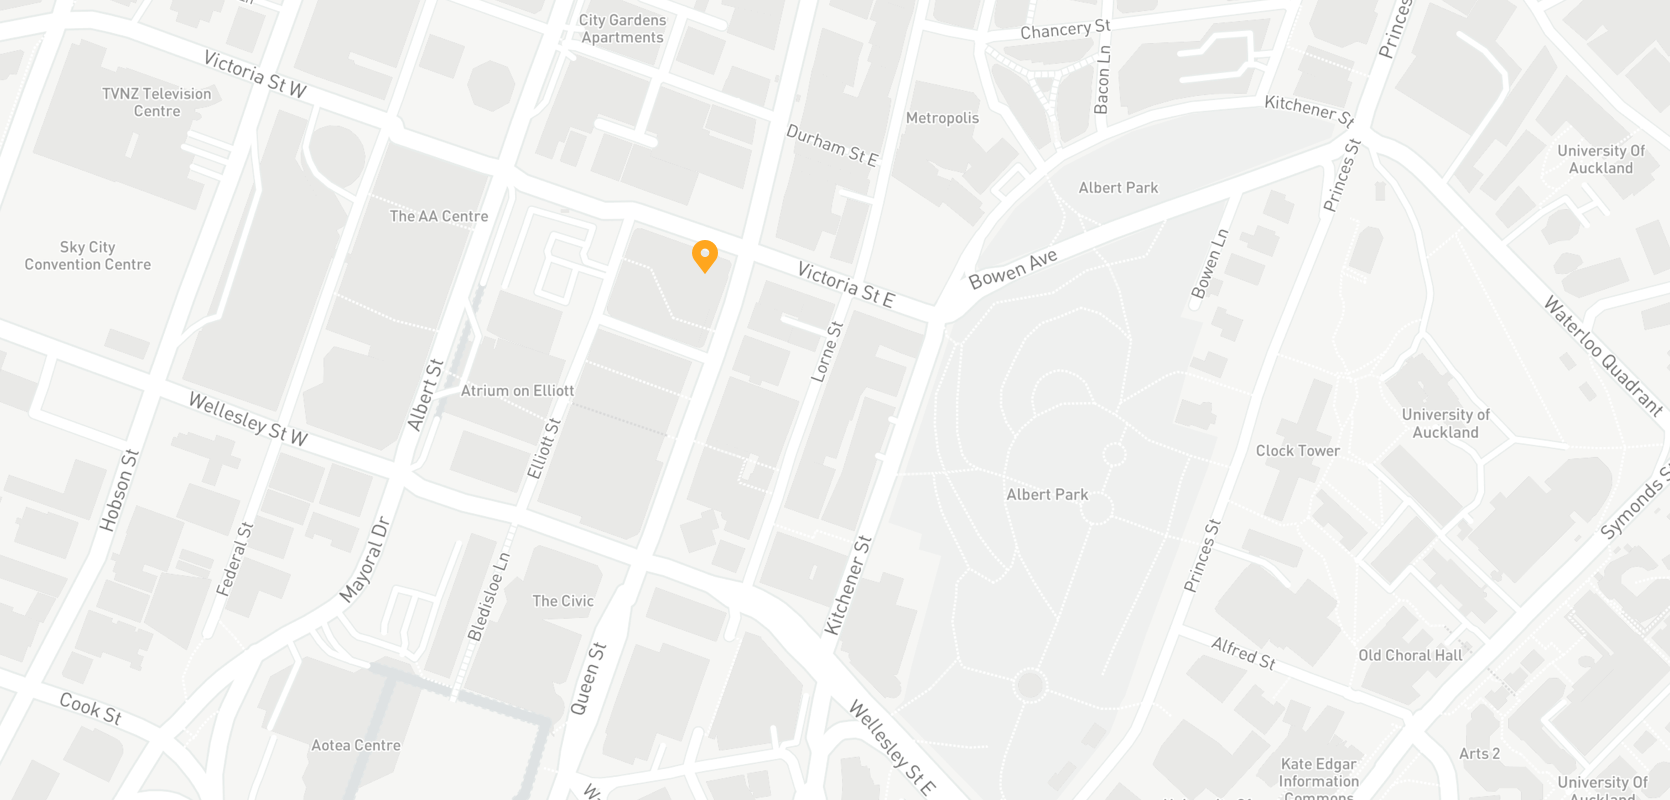 City Gardens
Apartments
Chancery St
Princes
Victoria St W
TVNZ Television
Centre
Bacon Ln
Kitchener St
Metropolis
Durham St E
University Of
Auckland
Princes St
Albert Park
The AA Centre
Sky City
Convention Centre
Bowen Ave
Bowen Ln
Victoria St E
Lorne St
Waterloo Quadrant
Albert St
Atrium on Elliott
Wellesley St W
University of
Auckland
Elliott St
Clock Tower
Hobson St
Albert Park
Symonds S
Federal St
Mayoral Dr
Princes St
Kitchener St
Bledisloe Ln
The Civic
Alfred St
Old Choral Hall
Queen St
Cook St
Wellesley St E
Aotea Centre
Arts 2
Kate Edgar
Information
Commons
University Of
Auckland